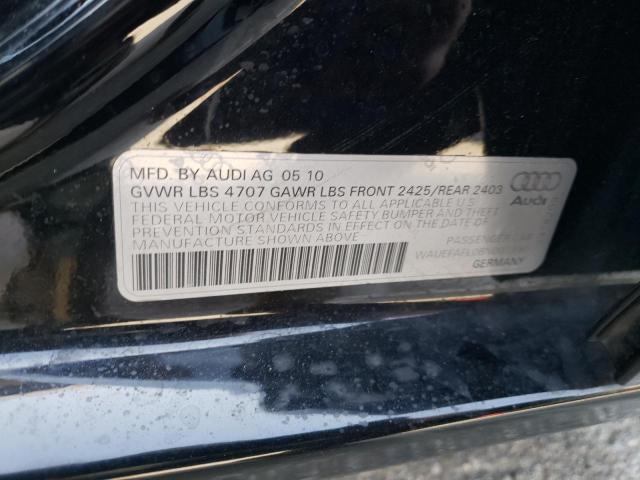 MFD. BY AUDI AG 05 10
GVWR LBS 4707 GAWR LBS FRONT 2425/REAR 2403
THIS VEHICLE CONFORMS TO ALL APPLICABLE U.S.
FEDERAL MOTOR VEHICLE SAFETY BUMPER AND THEFT
PREVENTION STANDARDS IN EFFECT ON THE DATE OF
MANUFACTURE SHOWN ABOVE
Audi
PASSENGER CAR
GERMANY